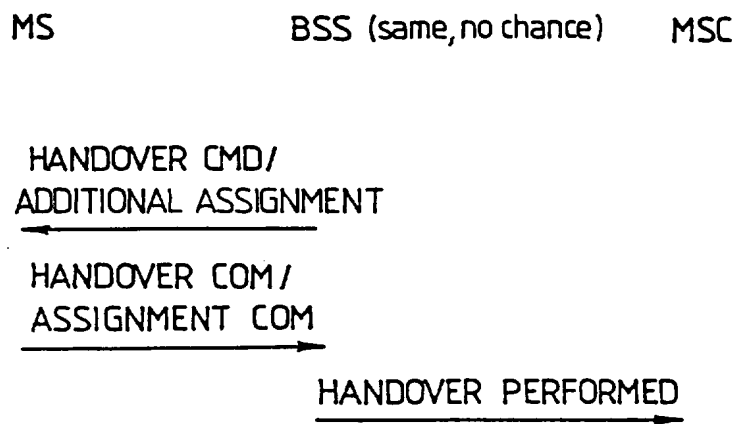 MS BSS (same, no chance) MSC
HANDOVER CMD/
ADDITIONAL ASSIGNMENT
HANDOVER COM/
ASSIGNMENT COM
HANDOVER PERFORMED